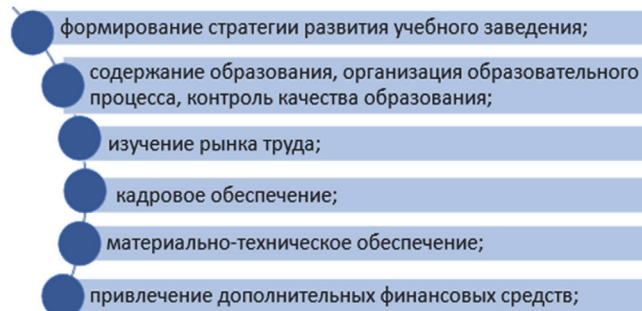 формирование стратегии развития учебного заведения;
содержание образования, организация образовательного
процесса, контроль качества образования;
изучение рынка труда;
кадровое обеспечение;
материально-техническое обеспечение;
привлечение дополнительных финансовых средств;